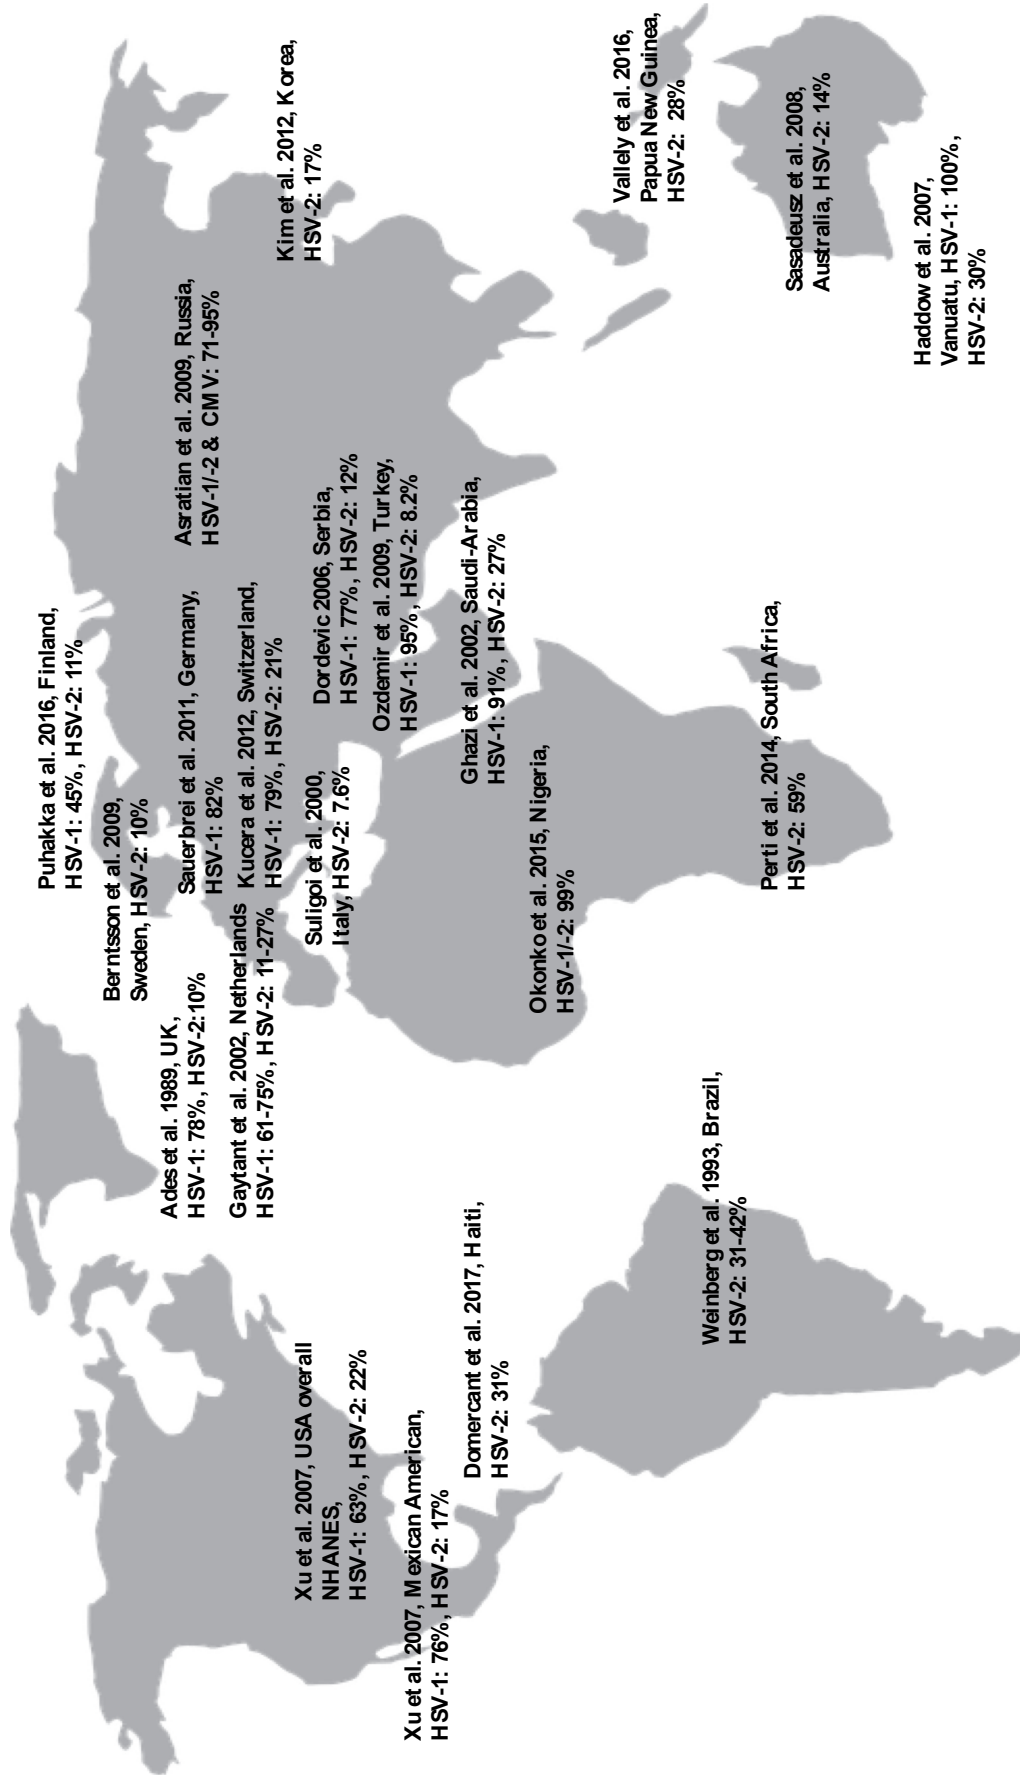 Puhakka et al. 2016, Finland,
HSV-1: 45%, HSV-2: 11%
Berntsson et al. 2009,
Sweden, HSV-2: 10%
Ades et al. 1989, UK,
HSV-1: 78%, HSV-2:10%
Sauerbrei et al. 2011, Germany,
HSV-1: 82%
Asratian et al. 2009, Russia,
HSV-1/-2 & CMV: 71-95%
Gaytant et al. 2002, Netherlands
HSV-1: 61-75%, HSV-2: 11-27%
Kucera et al. 2012, Switzerland,
HSV-1: 79%, HSV-2: 21%
Kim et al. 2012, Korea,
HSV-2: 17%
Xu et al. 2007, USA overall
NHANES,
HSV-1: 63%, HSV-2: 22%
Suligoi et al. 2000,
Italy, HSV-2: 7.6%
Dordevic 2006, Serbia,
HSV-1: 77%, HSV-2: 12%
Ozdemir et al. 2009, Turkey,
HSV-1: 95%, HSV-2: 8.2%
Xu et al. 2007, Mexican American,
HSV-1: 76%, HSV-2: 17%
Domercant et al. 2017, Haiti,
HSV-2: 31%
Ghazi et al. 2002, Saudi-Arabia,
HSV-1: 91%, HSV-2: 27%
Okonko et al. 2015, Nigeria,
HSV-1/-2: 99%
Vallely et al. 2016,
Papua New Guinea,
HSV-2: 28%
Weinberg et al. 1993, Brazil,
HSV-2: 31-42%
Perti et al. 2014, South Africa,
HSV-2: 59%
Sasadeusz et al. 2008,
Australia, HSV-2: 14%
Haddow et al. 2007,
Vanuatu, HSV-1: 100%,
HSV-2: 30%